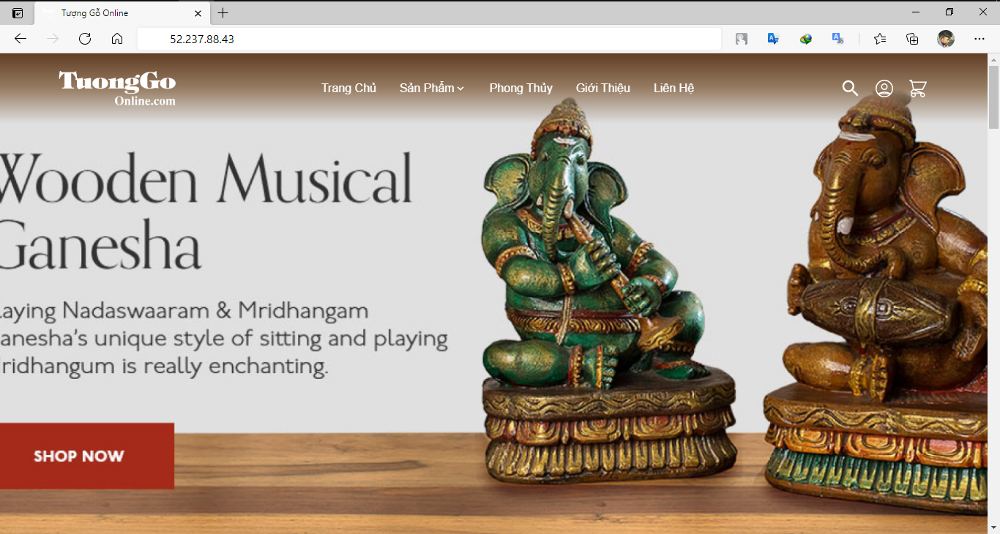 Tượng Gỗ Online
52.237.88.43
TuongGo
Online.com
Trang Chủ
Sản Phẩm
Phong Thủy
Giới Thiệu
Liên Hệ
Wooden Musical
Ganesha
laying Nadaswaaram & Mridhangam
anesha's unique style of sitting and playing
ridhangum is really enchanting.
SHOP NOW